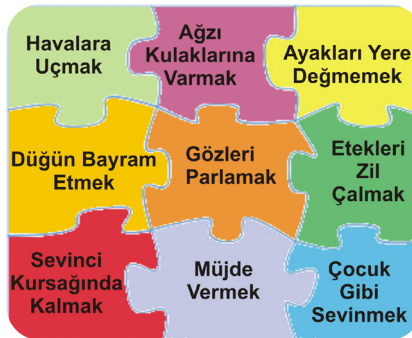 Havalara
Uçmak
Ağzı
Kulaklarına
Varmak
Ayakları Yere
Değmemek
Düğün Bayram
Etmek
Gözleri
Parlamak
Etekleri
Zil
Çalmak
Sevinci
Kursağında
Kalmak
Müjde
Vermek
Çocuk
Gibi
Sevinmek